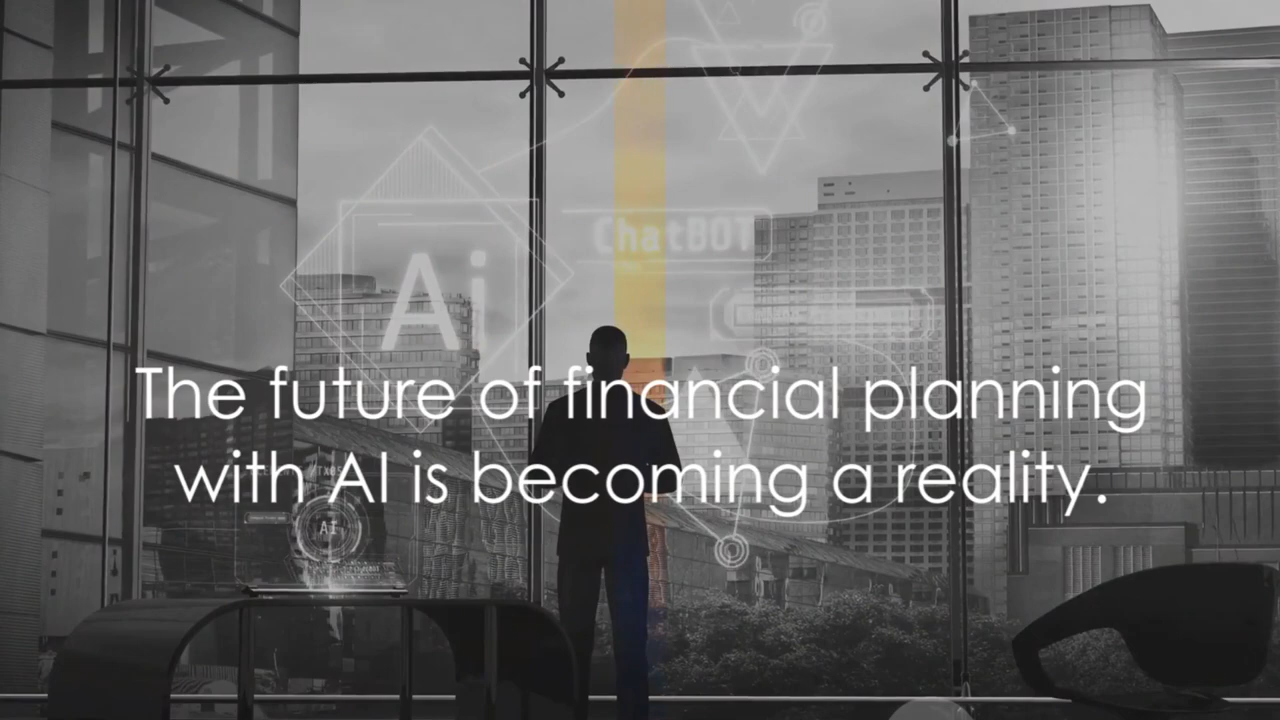 Ai
ChatBOT
The future of financial planning
with AI is becoming a reality.
AI